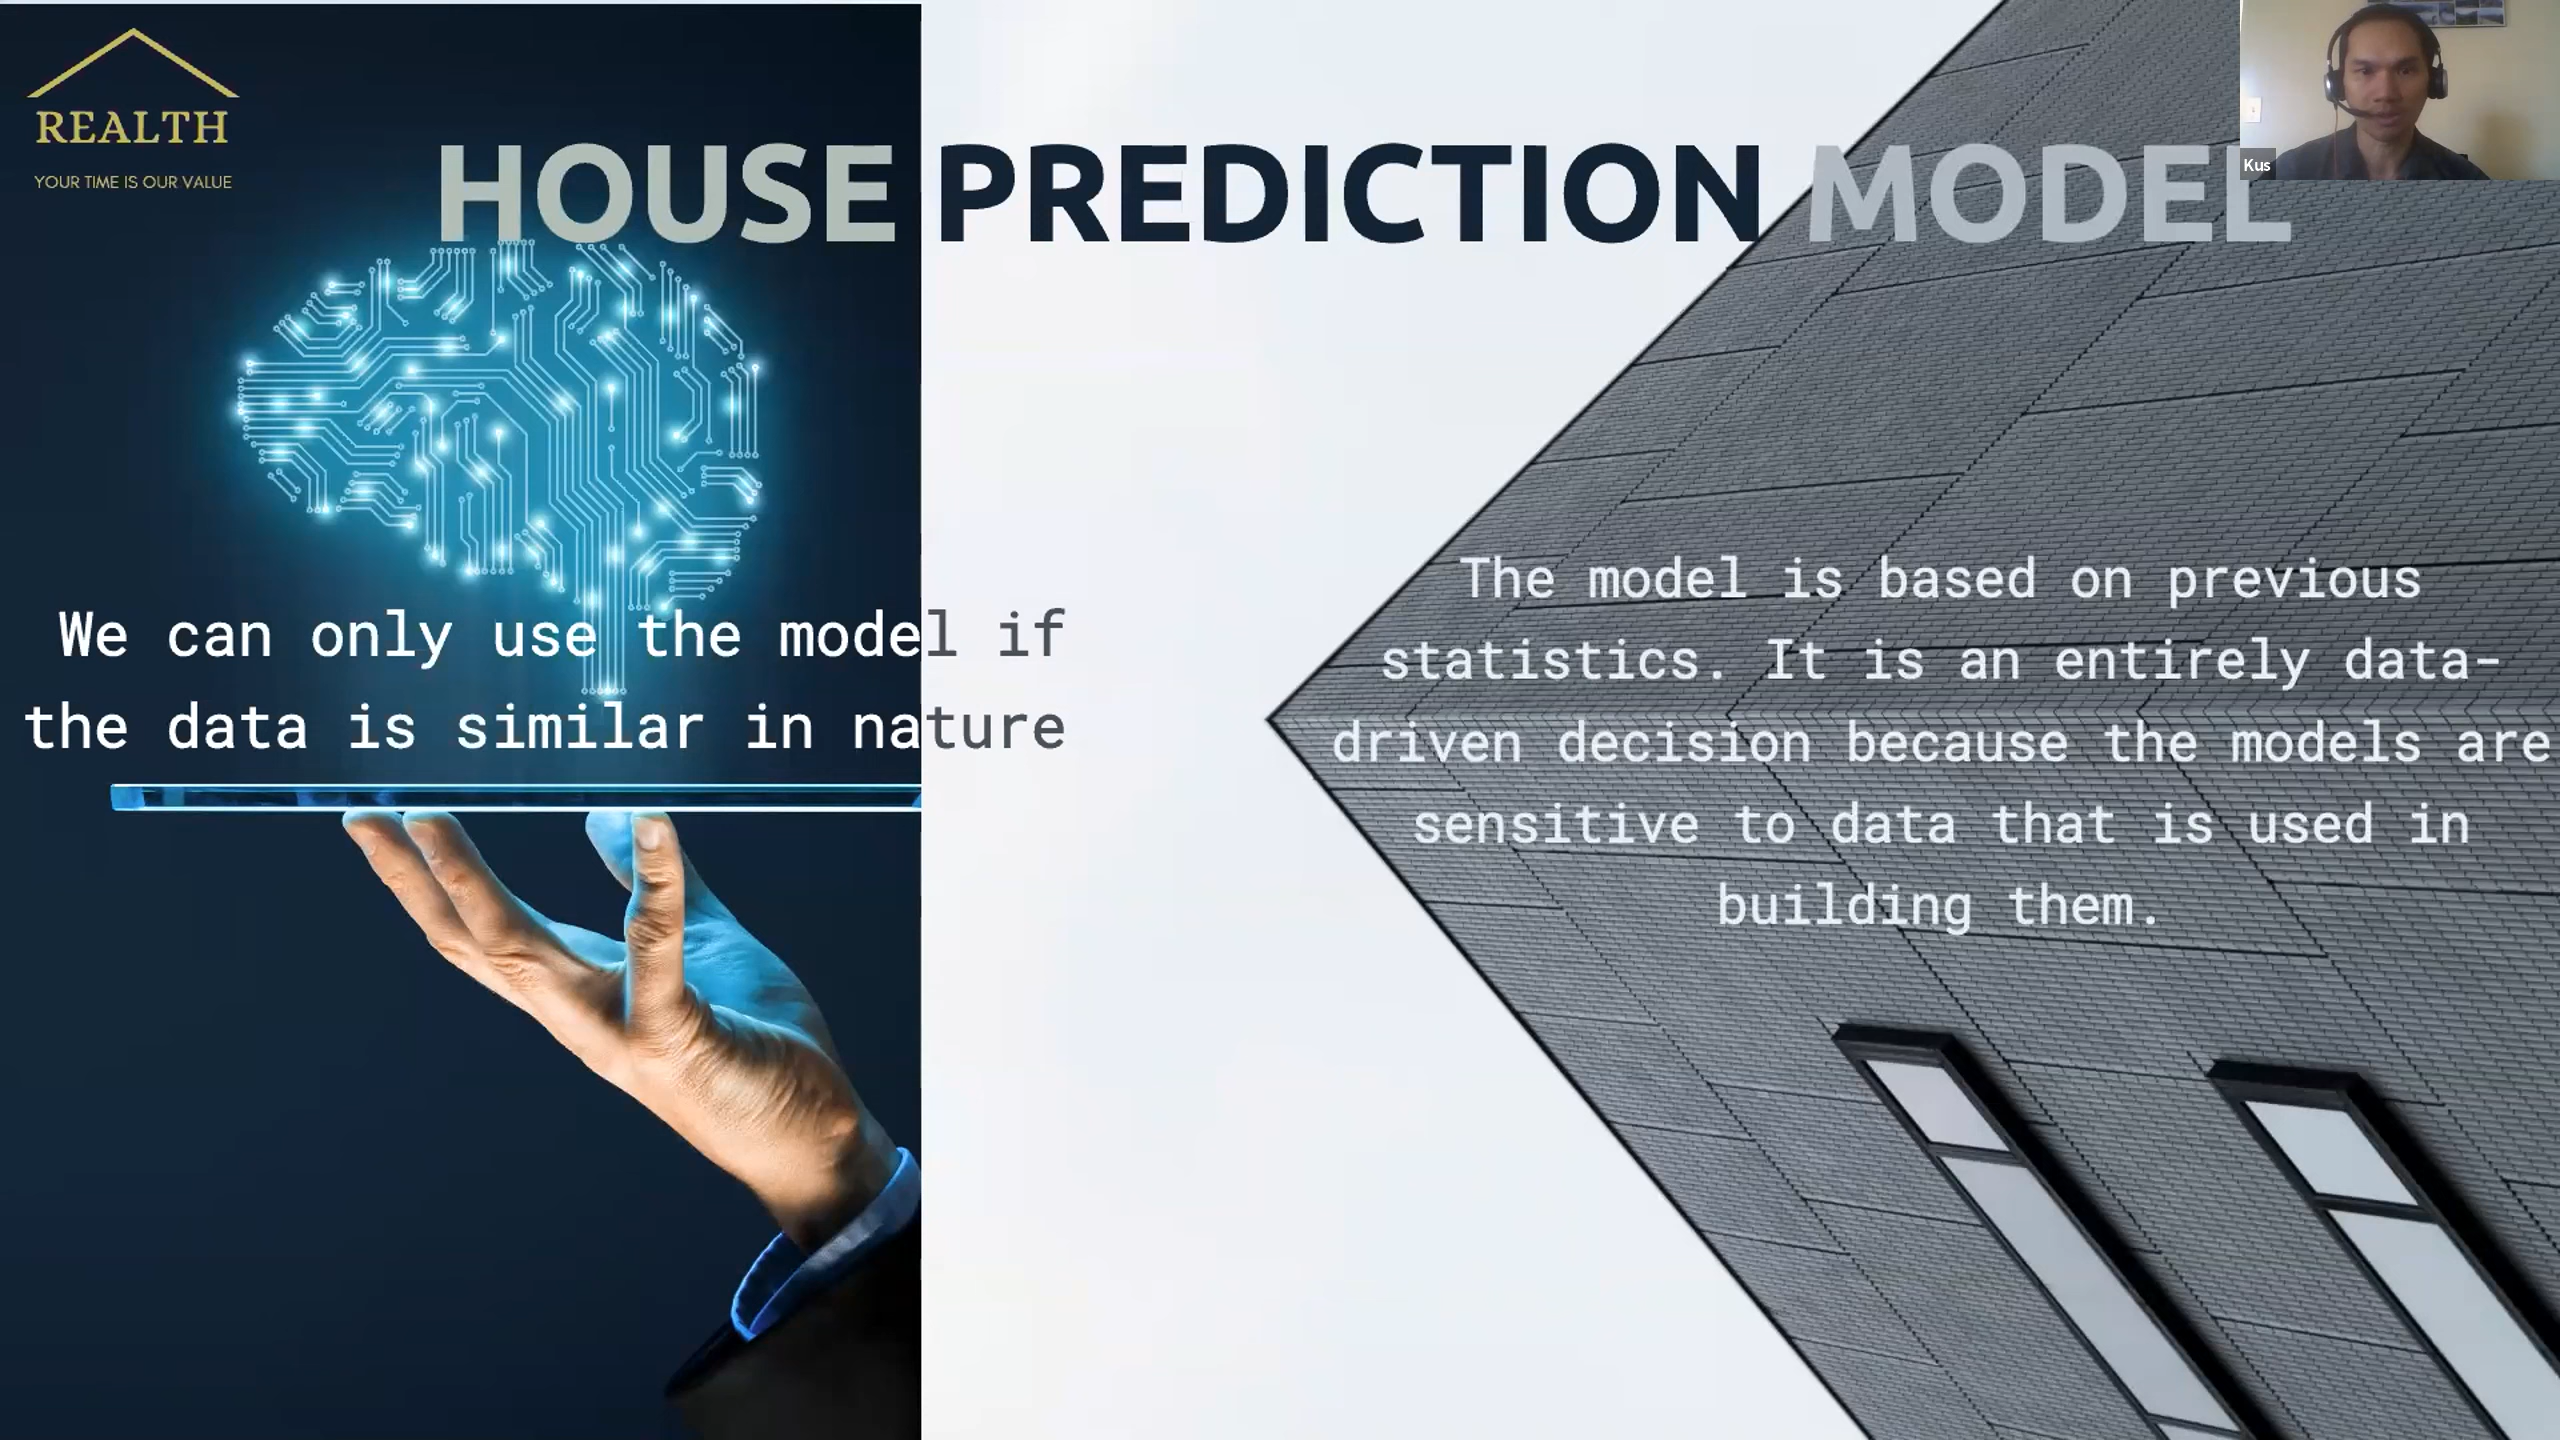 REALTH
YOUR TIME IS OUR VALUE
HOUSE PREDICTION MODEL
Kus
We can only use the model if
the data is similar in nature
The model is based on previous
statistics. It is an entirely data-
driven decision because the models are
sensitive to data that is used in
building them.